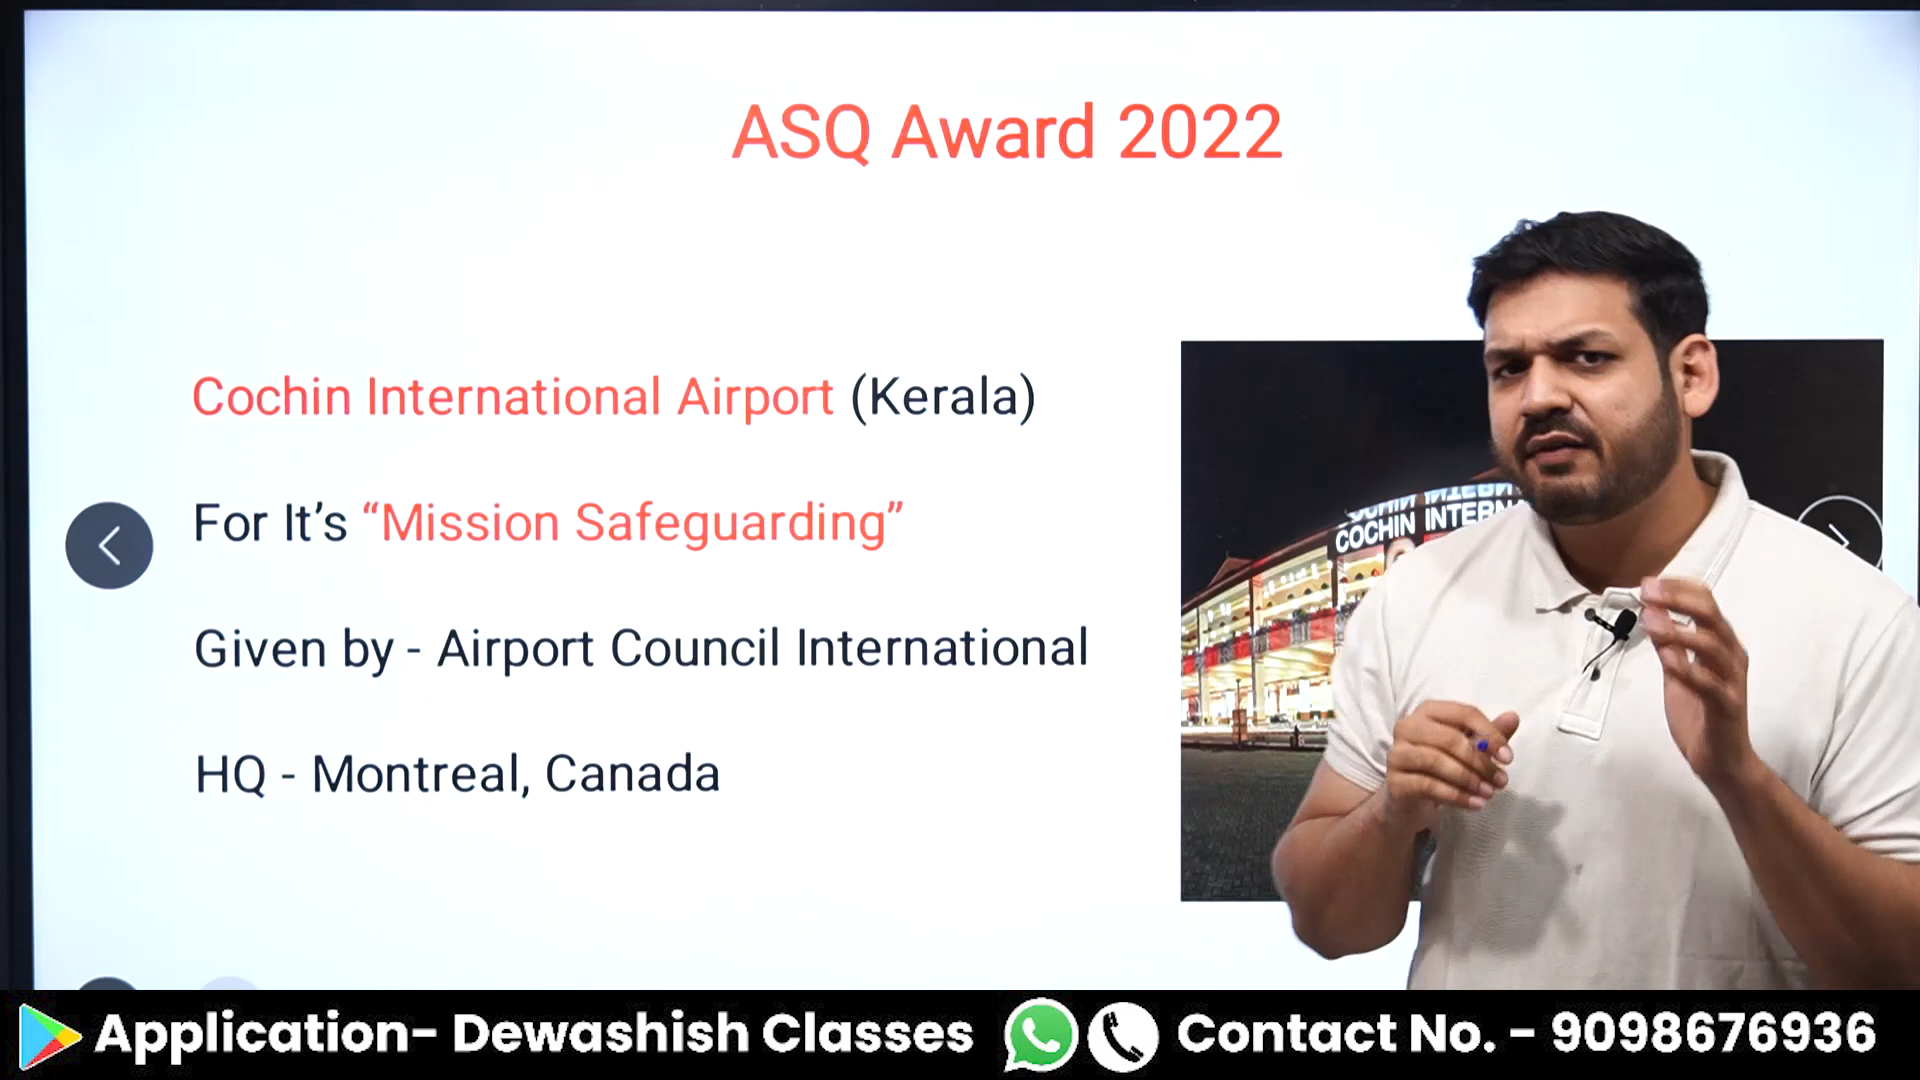 ASQ Award 2022
Cochin International Airport (Kerala)
For It’s “Mission Safeguarding”
Given by - Airport Council International
HQ - Montreal, Canada
COCHIN INTERN
Application- Dewashish Classes
Contact No. - 9098676936